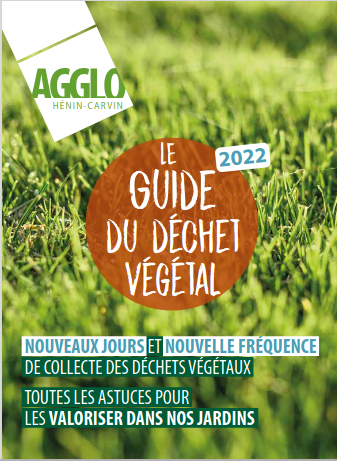 AGGLO
HÉNIN-CARVIN
LE
2022
GUIDE
DU DÉCHET
VÉGÉTAL
NOUVEAUX JOURS ET NOUVELLE FRÉQUENCE
DE COLLECTE DES DÉCHETS VÉGÉTAUX
TOUTES LES ASTUCES POUR
LES VALORISER DANS NOS JARDINS